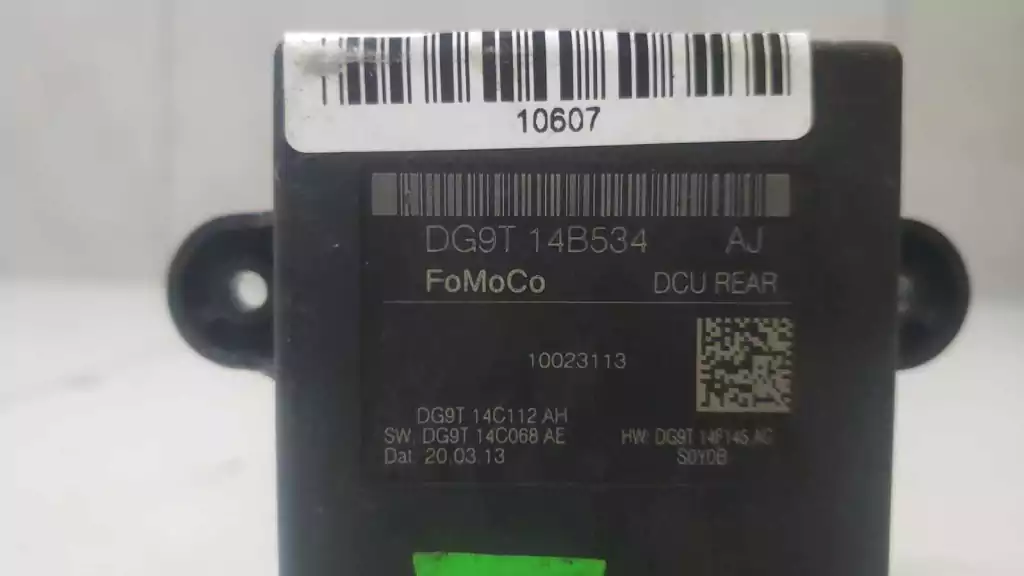 10607
DG9T 14B534 AJ
FoMoCo DCU REAR
10023113
DG9T 14C112 AH
SW: DG9T 14C068 AE HW: DG9T 14F145 AC
Dat: 20.03.13 S0Y0B